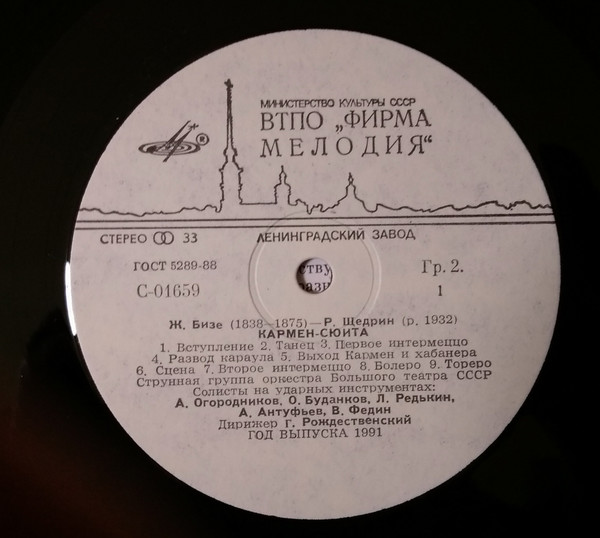 МИНИСТЕРСТВО КУЛЬТУРЫ СССР
ВТПО „ФИРМА
МЕЛОДИЯ“
®
СТЕРЕО 33 ЛЕНИНГРАДСКИЙ ЗАВОД
ГОСТ 5289-88 Гр. 2.
С-01659 1
ству
разн
Ж. Бизе (1838—1875)—Р. Щедрин (р. 1932)
КАРМЕН-СЮИТА
1. Вступление 2. Танец 3. Первое интермеццо
4. Развод караула 5. Выход Кармен и хабанера
6. Сцена 7. Второе интермеццо 8. Болеро 9. Тореро
Струнная группа оркестра Большого театра СССР
Солисты на ударных инструментах:
А. Огородников, О. Буданков, Л. Редькин,
А. Антуфьев, В. Федин
Дирижер Г. Рождественский
ГОД ВЫПУСКА 1991